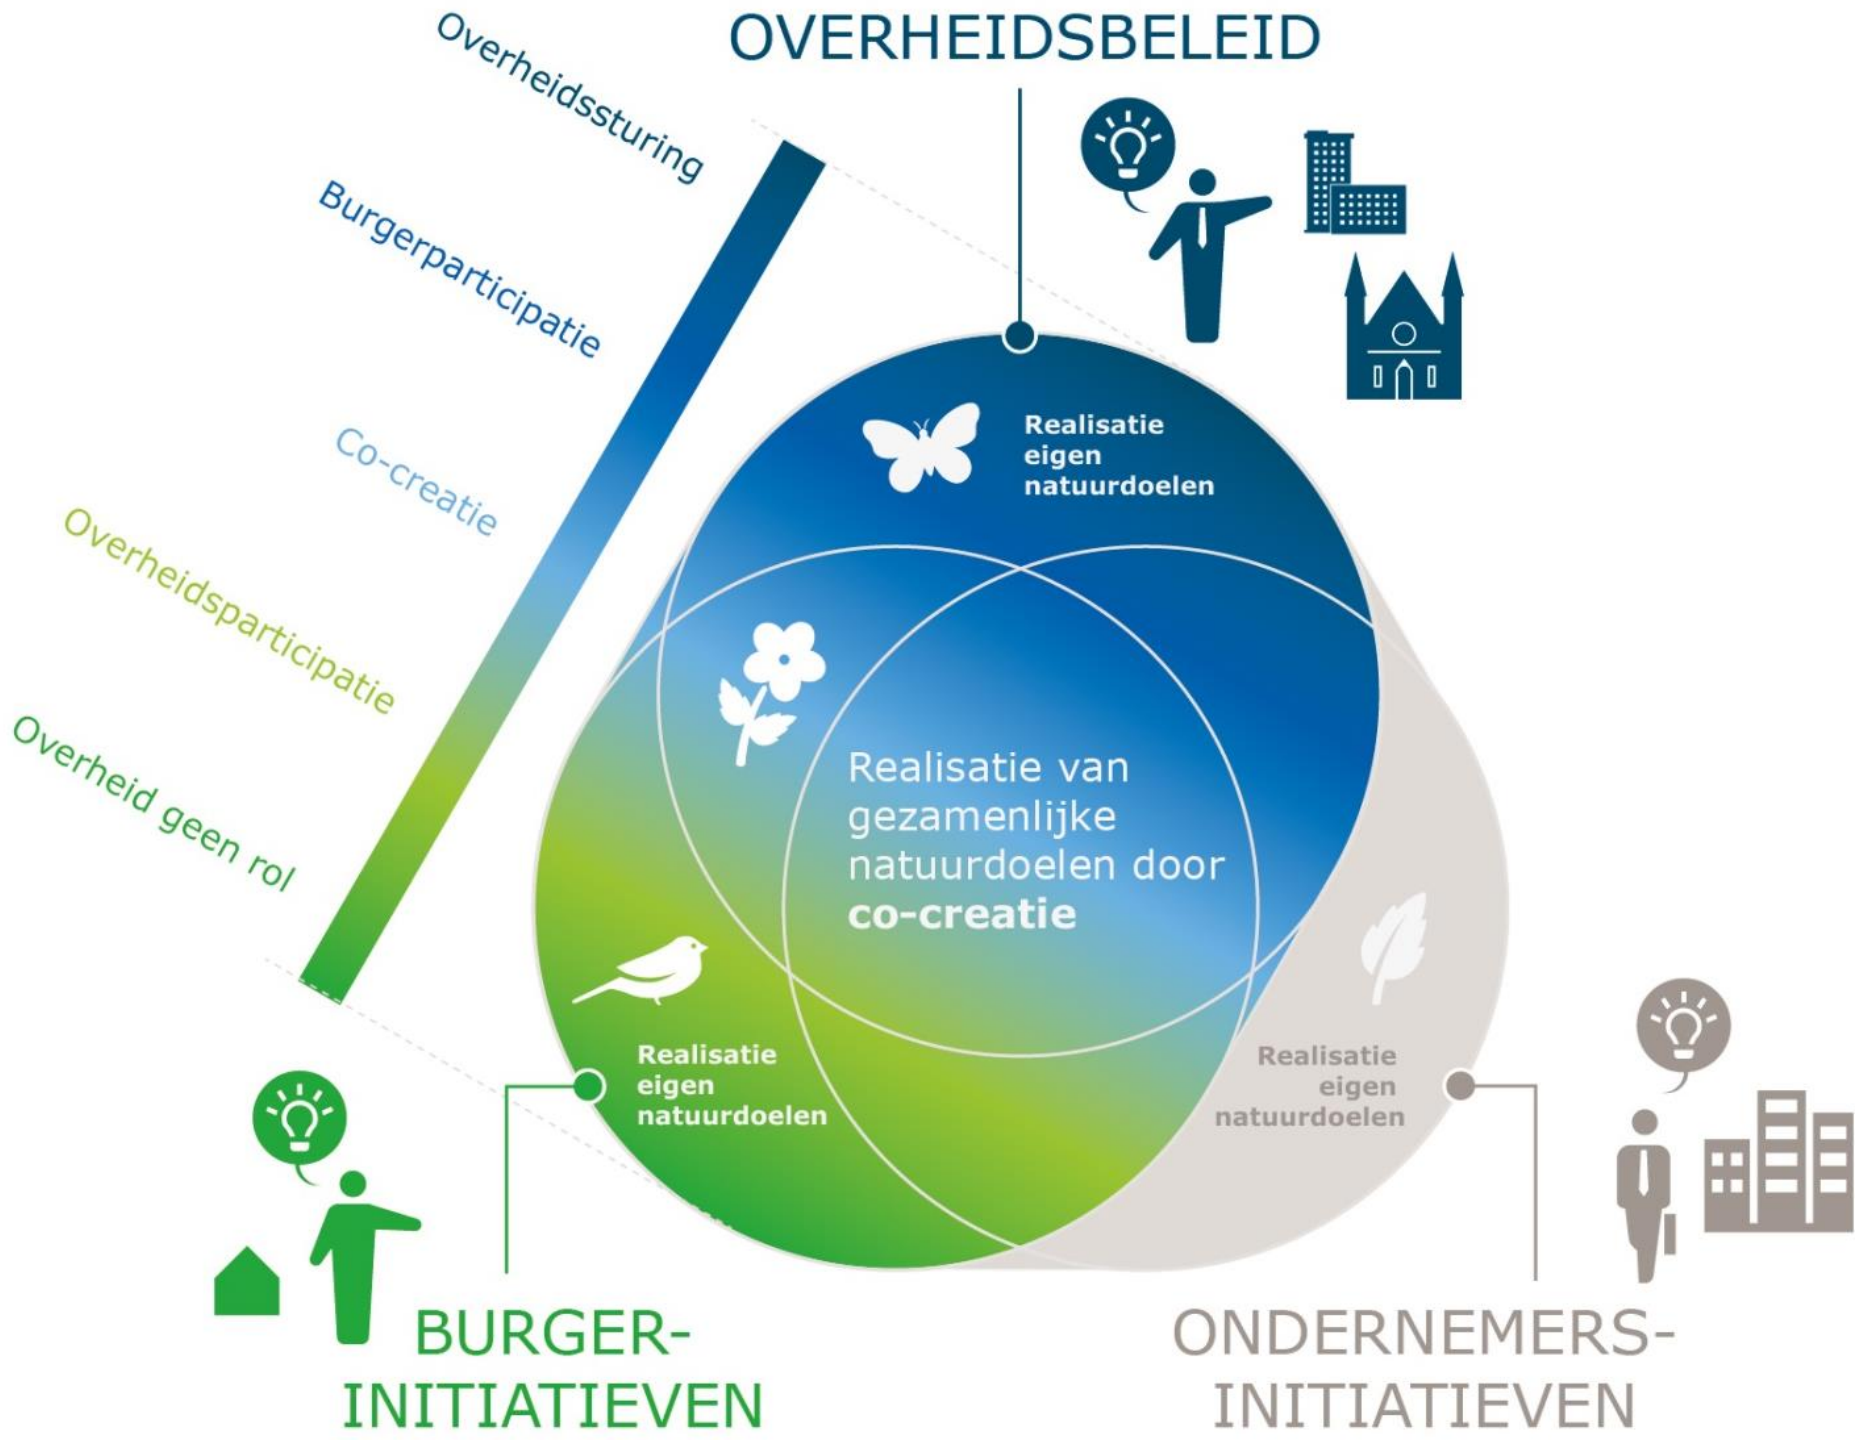 OVERHEIDSBELEID
Overheidssturing
Burgerparticipatie
Co-creatie
Overheidsparticipatie
Overheid geen rol
Realisatie
eigen
natuurdoelen
Realisatie van
gezamenlijke
natuurdoelen door
co-creatie
Realisatie
eigen
natuurdoelen
Realisatie
eigen
natuurdoelen
BURGER-
INITIATIEVEN
ONDERNEMERS-
INITIATIEVEN